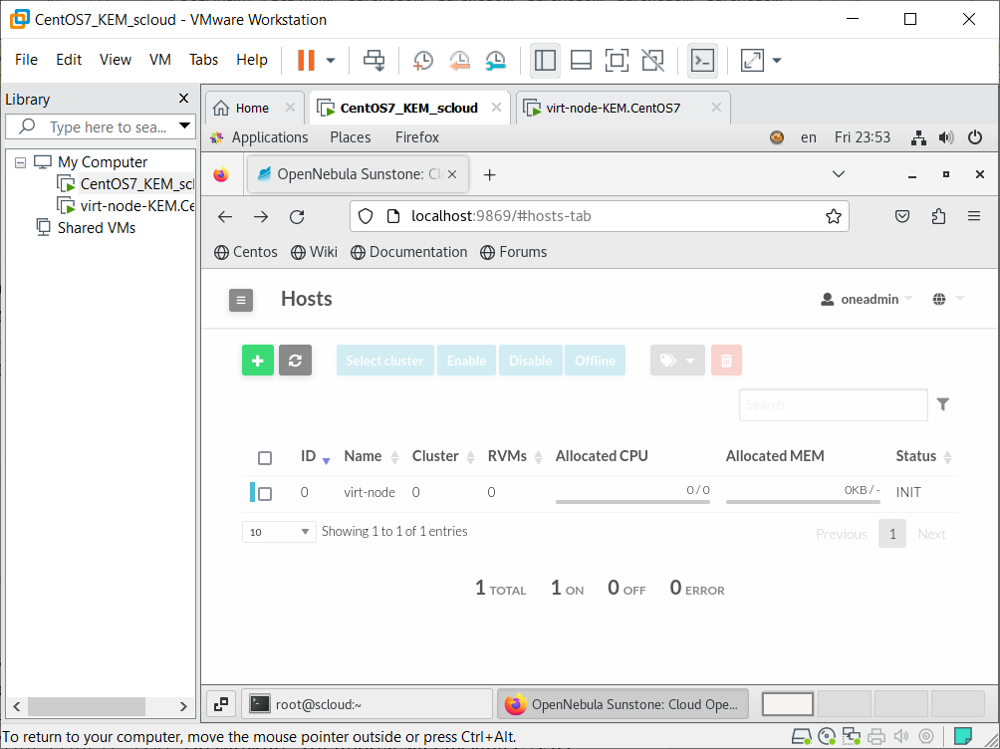 CentOS7_KEM_scloud - VMware Workstation
File Edit View VM Tabs Help
Library
Type here to sea...
My Computer
CentOS7_KEM_scl
virt-node-KEM.Ce
Shared VMs
Home CentOS7_KEM_scloud virt-node-KEM.CentOS7
Applications Places Firefox en Fri 23:53
OpenNebula Sunstone: Cl
localhost:9869/#hosts-tab
Centos Wiki Documentation Forums
Hosts oneadmin
Select cluster Enable Disable Offline
Search
ID Name Cluster RVMs Allocated CPU Allocated MEM Status
0 virt-node 0 0 0 / 0 0KB / - INIT
10 Showing 1 to 1 of 1 entries Previous 1 Next
1 TOTAL 1 ON 0 OFF 0 ERROR
root@scloud:~ OpenNebula Sunstone: Cloud Ope...
To return to your computer, move the mouse pointer outside or press Ctrl+Alt.